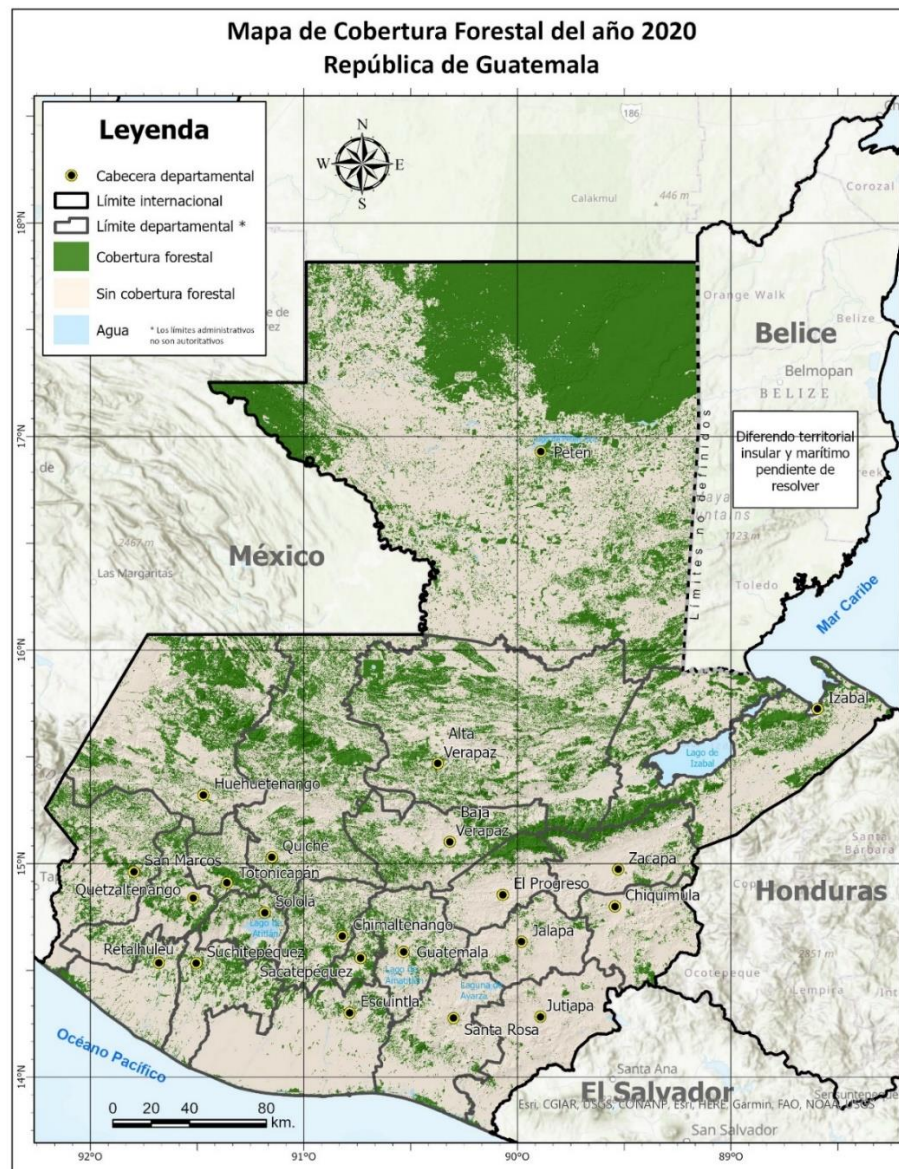 Mapa de Cobertura Forestal del año 2020
República de Guatemala
Leyenda
Cabecera departamental
Límite internacional
Límite departamental *
Cobertura forestal
Sin cobertura forestal
Agua
* Los límites administrativos
no son autoritativos
N
W
E
S
186
Calakmul
446 m
Corozal
18°N
Orange Walk
Belice
Belize
Belmopan
BELIZE
17°N
Diferendo territorial
insular y marítimo
pendiente de
resolver
Límites no definidos
Petén
1123 m
Toledo
México
2467 m
Las Margaritas
Mar Caribe
16°N
Izabal
Lago de
Izabal
Alta
Verapaz
Huehuetenango
Baja
Verapaz
Quiché
15°N
San Marcos
Totonicapán
Quetzaltenango
Sololá
Lago de
Atitlán
Zacapa
El Progreso
Chiquimula
Honduras
Chimaltenango
Guatemala
Jalapa
Retalhuleu
Suchitepéquez
Sacatepéquez
Laguna de
Ayarza
Ocotepeque
2851 m
Lempira
Escuintla
Santa Rosa
Jutiapa
Océano Pacífico
14°N
Santa Ana
El Salvador
Esri, CGIAR, USGS, CONANP, Esri, HERE, Garmin, FAO, NOAA, USGS
San Salvador
0 20 40 80
km.
92°O
91°O
90°O
89°O